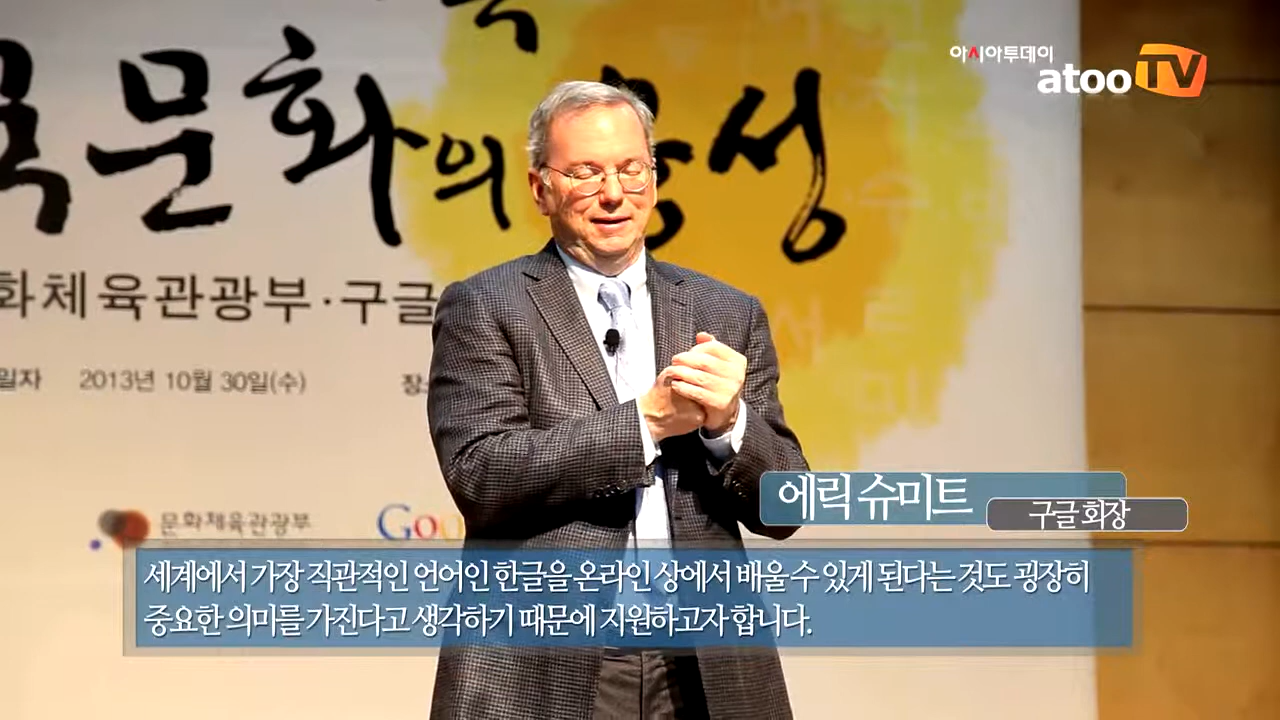 아시아투데이
atooTV
문화의
성
화체육관광부·구글
일자 2013년 10월 30일(수)
문화체육관광부
에릭 슈미트
구글 회장
세계에서 가장 직관적인 언어인 한글을 온라인 상에서 배울 수 있게 된다는 것도 굉장히
중요한 의미를 가진다고 생각하기 때문에 지원하고자 합니다.